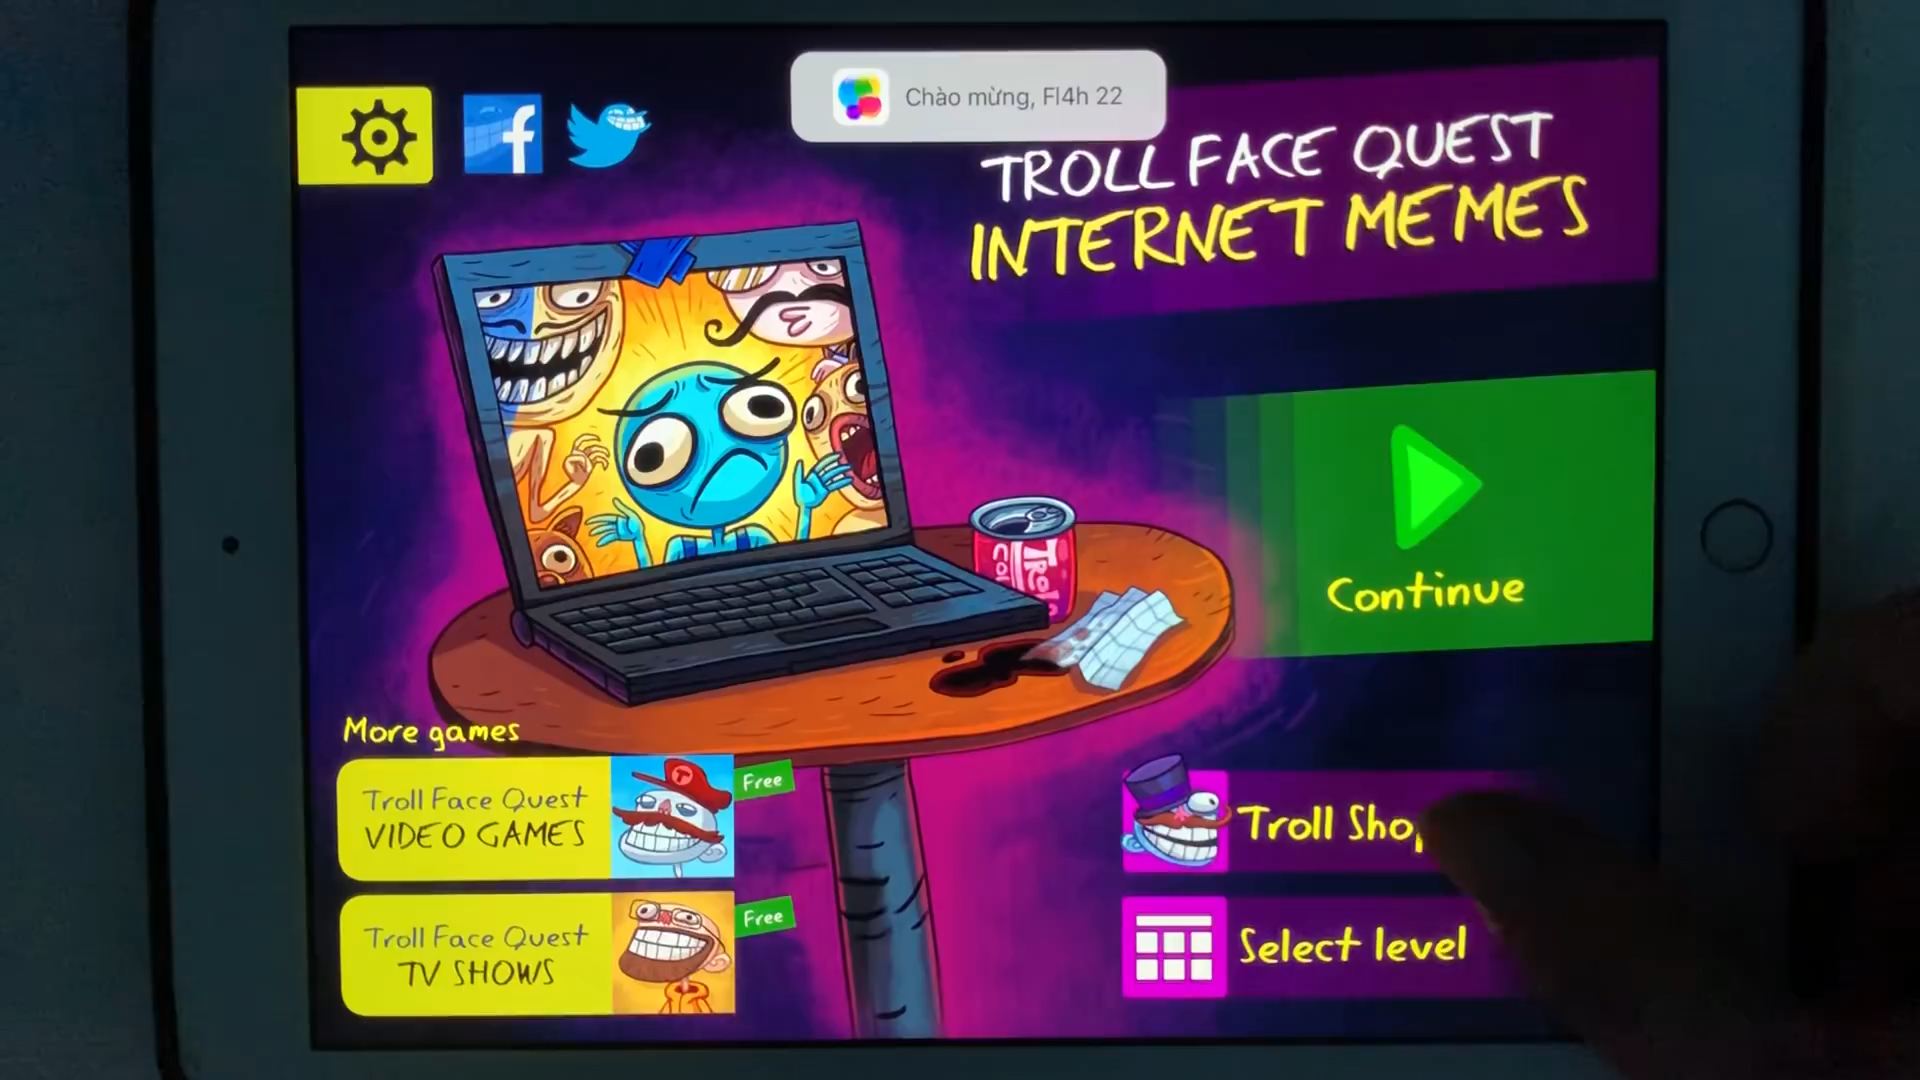 Chào mừng, Fl4h 22
TROLL FACE QUEST
INTERNET MEMES
Continue
More games
Troll Face Quest
VIDEO GAMES
Free
Troll Face Quest
TV SHOWS
Free
Troll
Select level